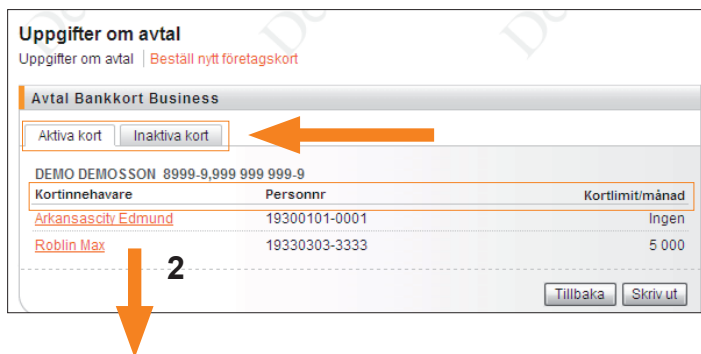 Uppgifter om avtal
Uppgifter om avtal | Beställ nytt företagskort
Avtal Bankkort Business
Aktiva kort Inaktiva kort
DEMO DEMOSSON 8999-9,999 999 999-9
Kortinnehavare Personnr Kortlimit/månad
Arkansascity Edmund 19300101-0001 Ingen
Roblin Max 19330303-3333 5 000
2
Tillbaka Skriv ut